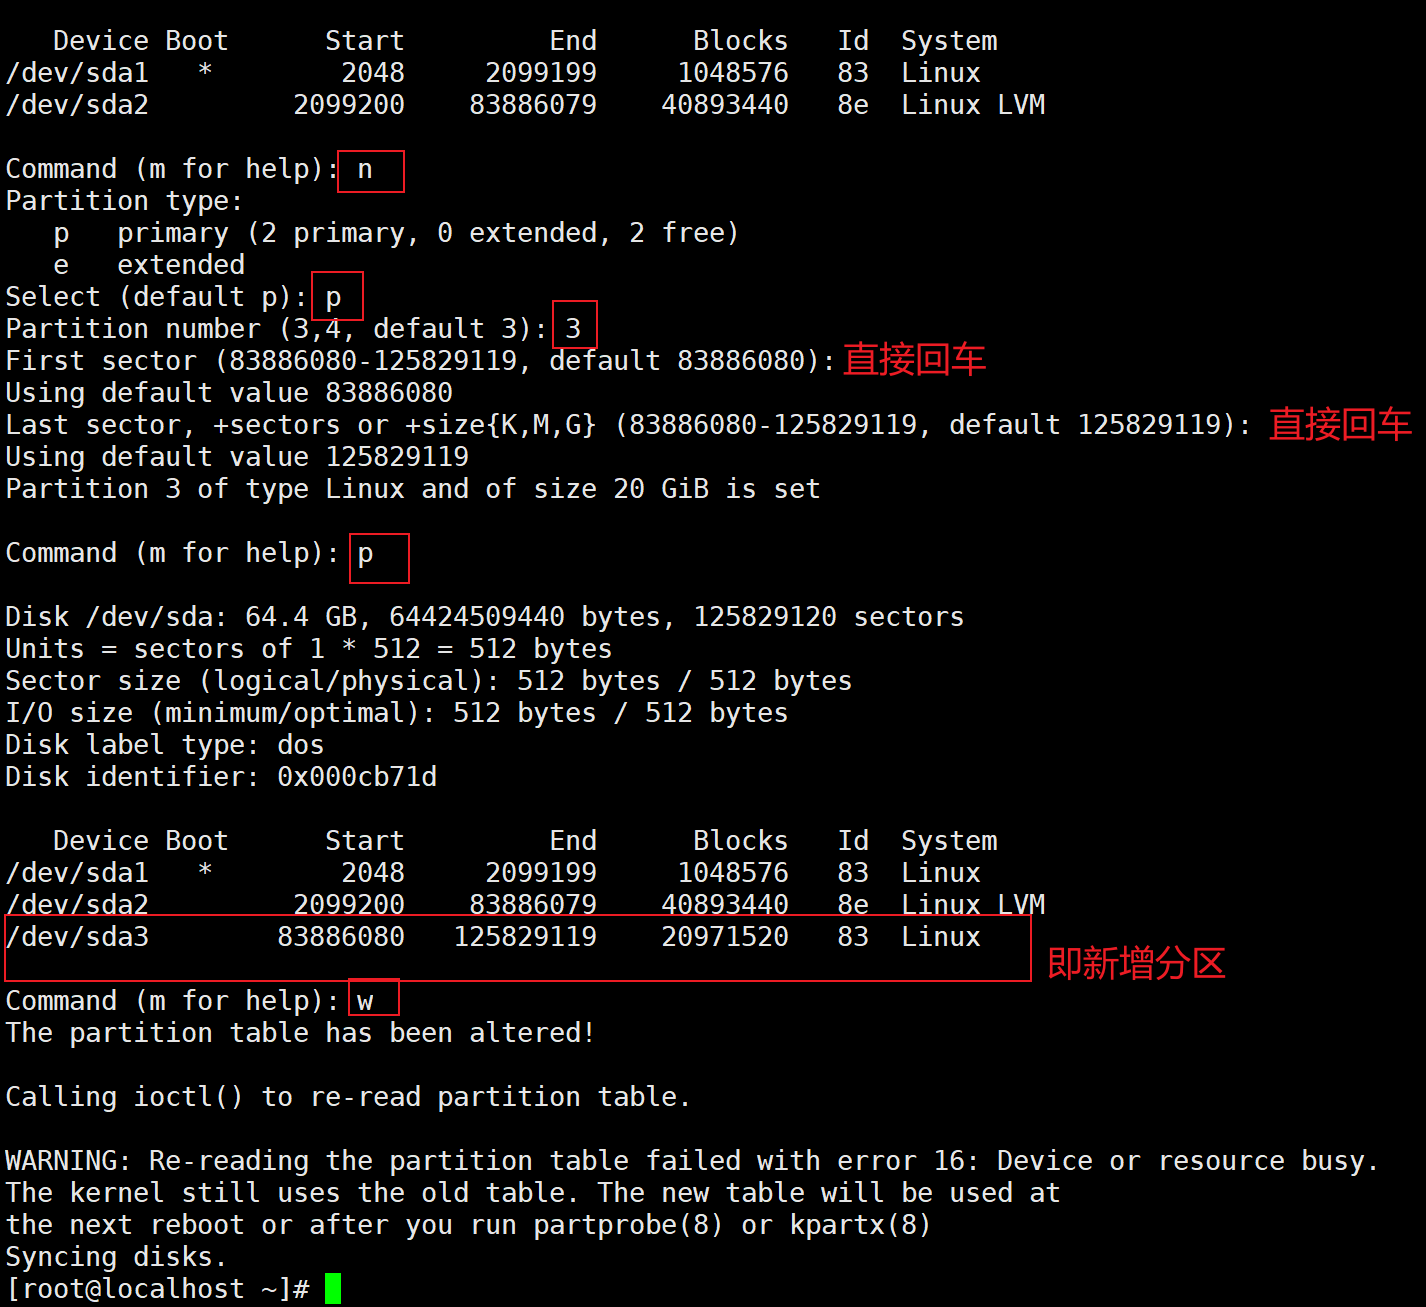 Device Boot      Start         End      Blocks   Id  System
/dev/sda1   *        2048     2099199     1048576   83  Linux
/dev/sda2         2099200    83886079    40893440   8e  Linux LVM
Command (m for help): n
Partition type:
p   primary (2 primary, 0 extended, 2 free)
e   extended
Select (default p): p
Partition number (3,4, default 3): 3
First sector (83886080-125829119, default 83886080): 直接回车
Using default value 83886080
Last sector, +sectors or +size{K,M,G} (83886080-125829119, default 125829119): 直接回车
Using default value 125829119
Partition 3 of type Linux and of size 20 GiB is set
Command (m for help): p
Disk /dev/sda: 64.4 GB, 64424509440 bytes, 125829120 sectors
Units = sectors of 1 * 512 = 512 bytes
Sector size (logical/physical): 512 bytes / 512 bytes
I/O size (minimum/optimal): 512 bytes / 512 bytes
Disk label type: dos
Disk identifier: 0x000cb71d
Device Boot      Start         End      Blocks   Id  System
/dev/sda1   *        2048     2099199     1048576   83  Linux
/dev/sda2         2099200    83886079    40893440   8e  Linux LVM
/dev/sda3        83886080   125829119    20971520   83  Linux
即新增分区
Command (m for help): w
The partition table has been altered!
Calling ioctl() to re-read partition table.
WARNING: Re-reading the partition table failed with error 16: Device or resource busy.
The kernel still uses the old table. The new table will be used at
the next reboot or after you run partprobe(8) or kpartx(8)
Syncing disks.
[root@localhost ~]#